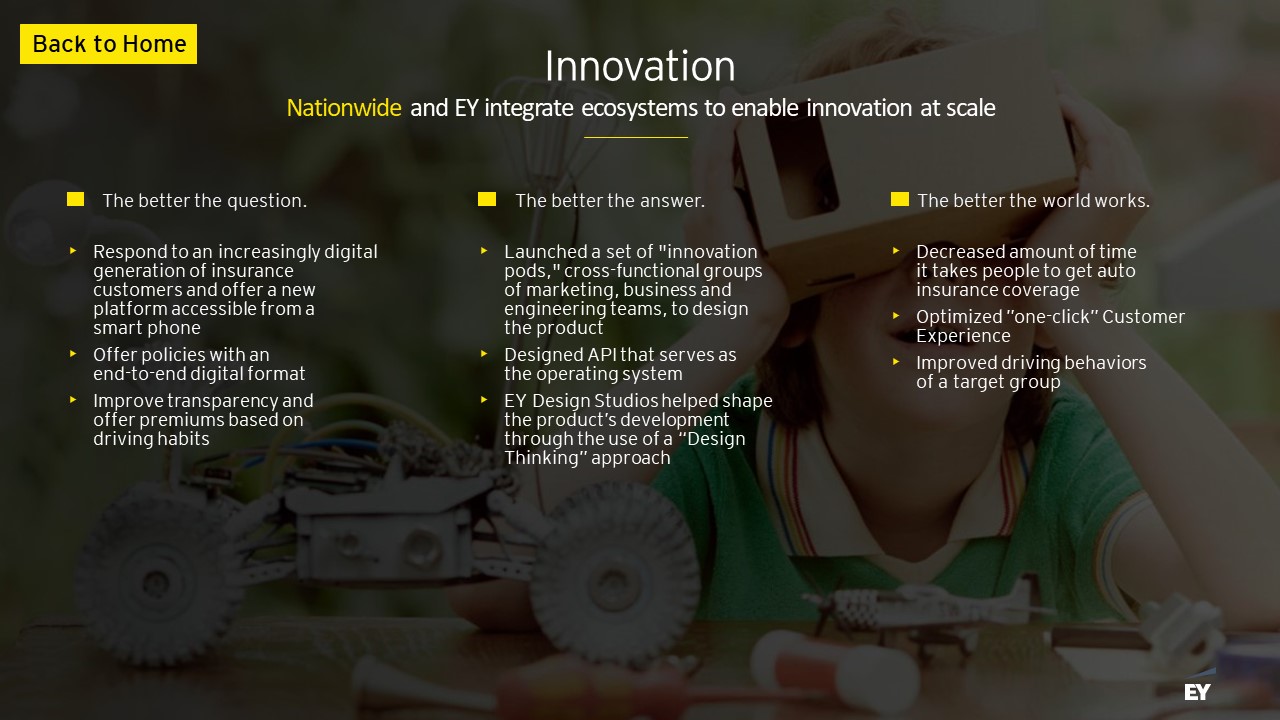 Back to Home
Innovation
Nationwide and EY integrate ecosystems to enable innovation at scale
The better the question.
Respond to an increasingly digital
generation of insurance
customers and offer a new
platform accessible from a
smart phone
Offer policies with an
end-to-end digital format
Improve transparency and
offer premiums based on
driving habits
The better the answer.
Launched a set of "innovation
pods," cross-functional groups
of marketing, business and
engineering teams, to design
the product
Designed API that serves as
the operating system
EY Design Studios helped shape
the product’s development
through the use of a “Design
Thinking” approach
The better the world works.
Decreased amount of time
it takes people to get auto
insurance coverage
Optimized “one-click” Customer
Experience
Improved driving behaviors
of a target group
EY